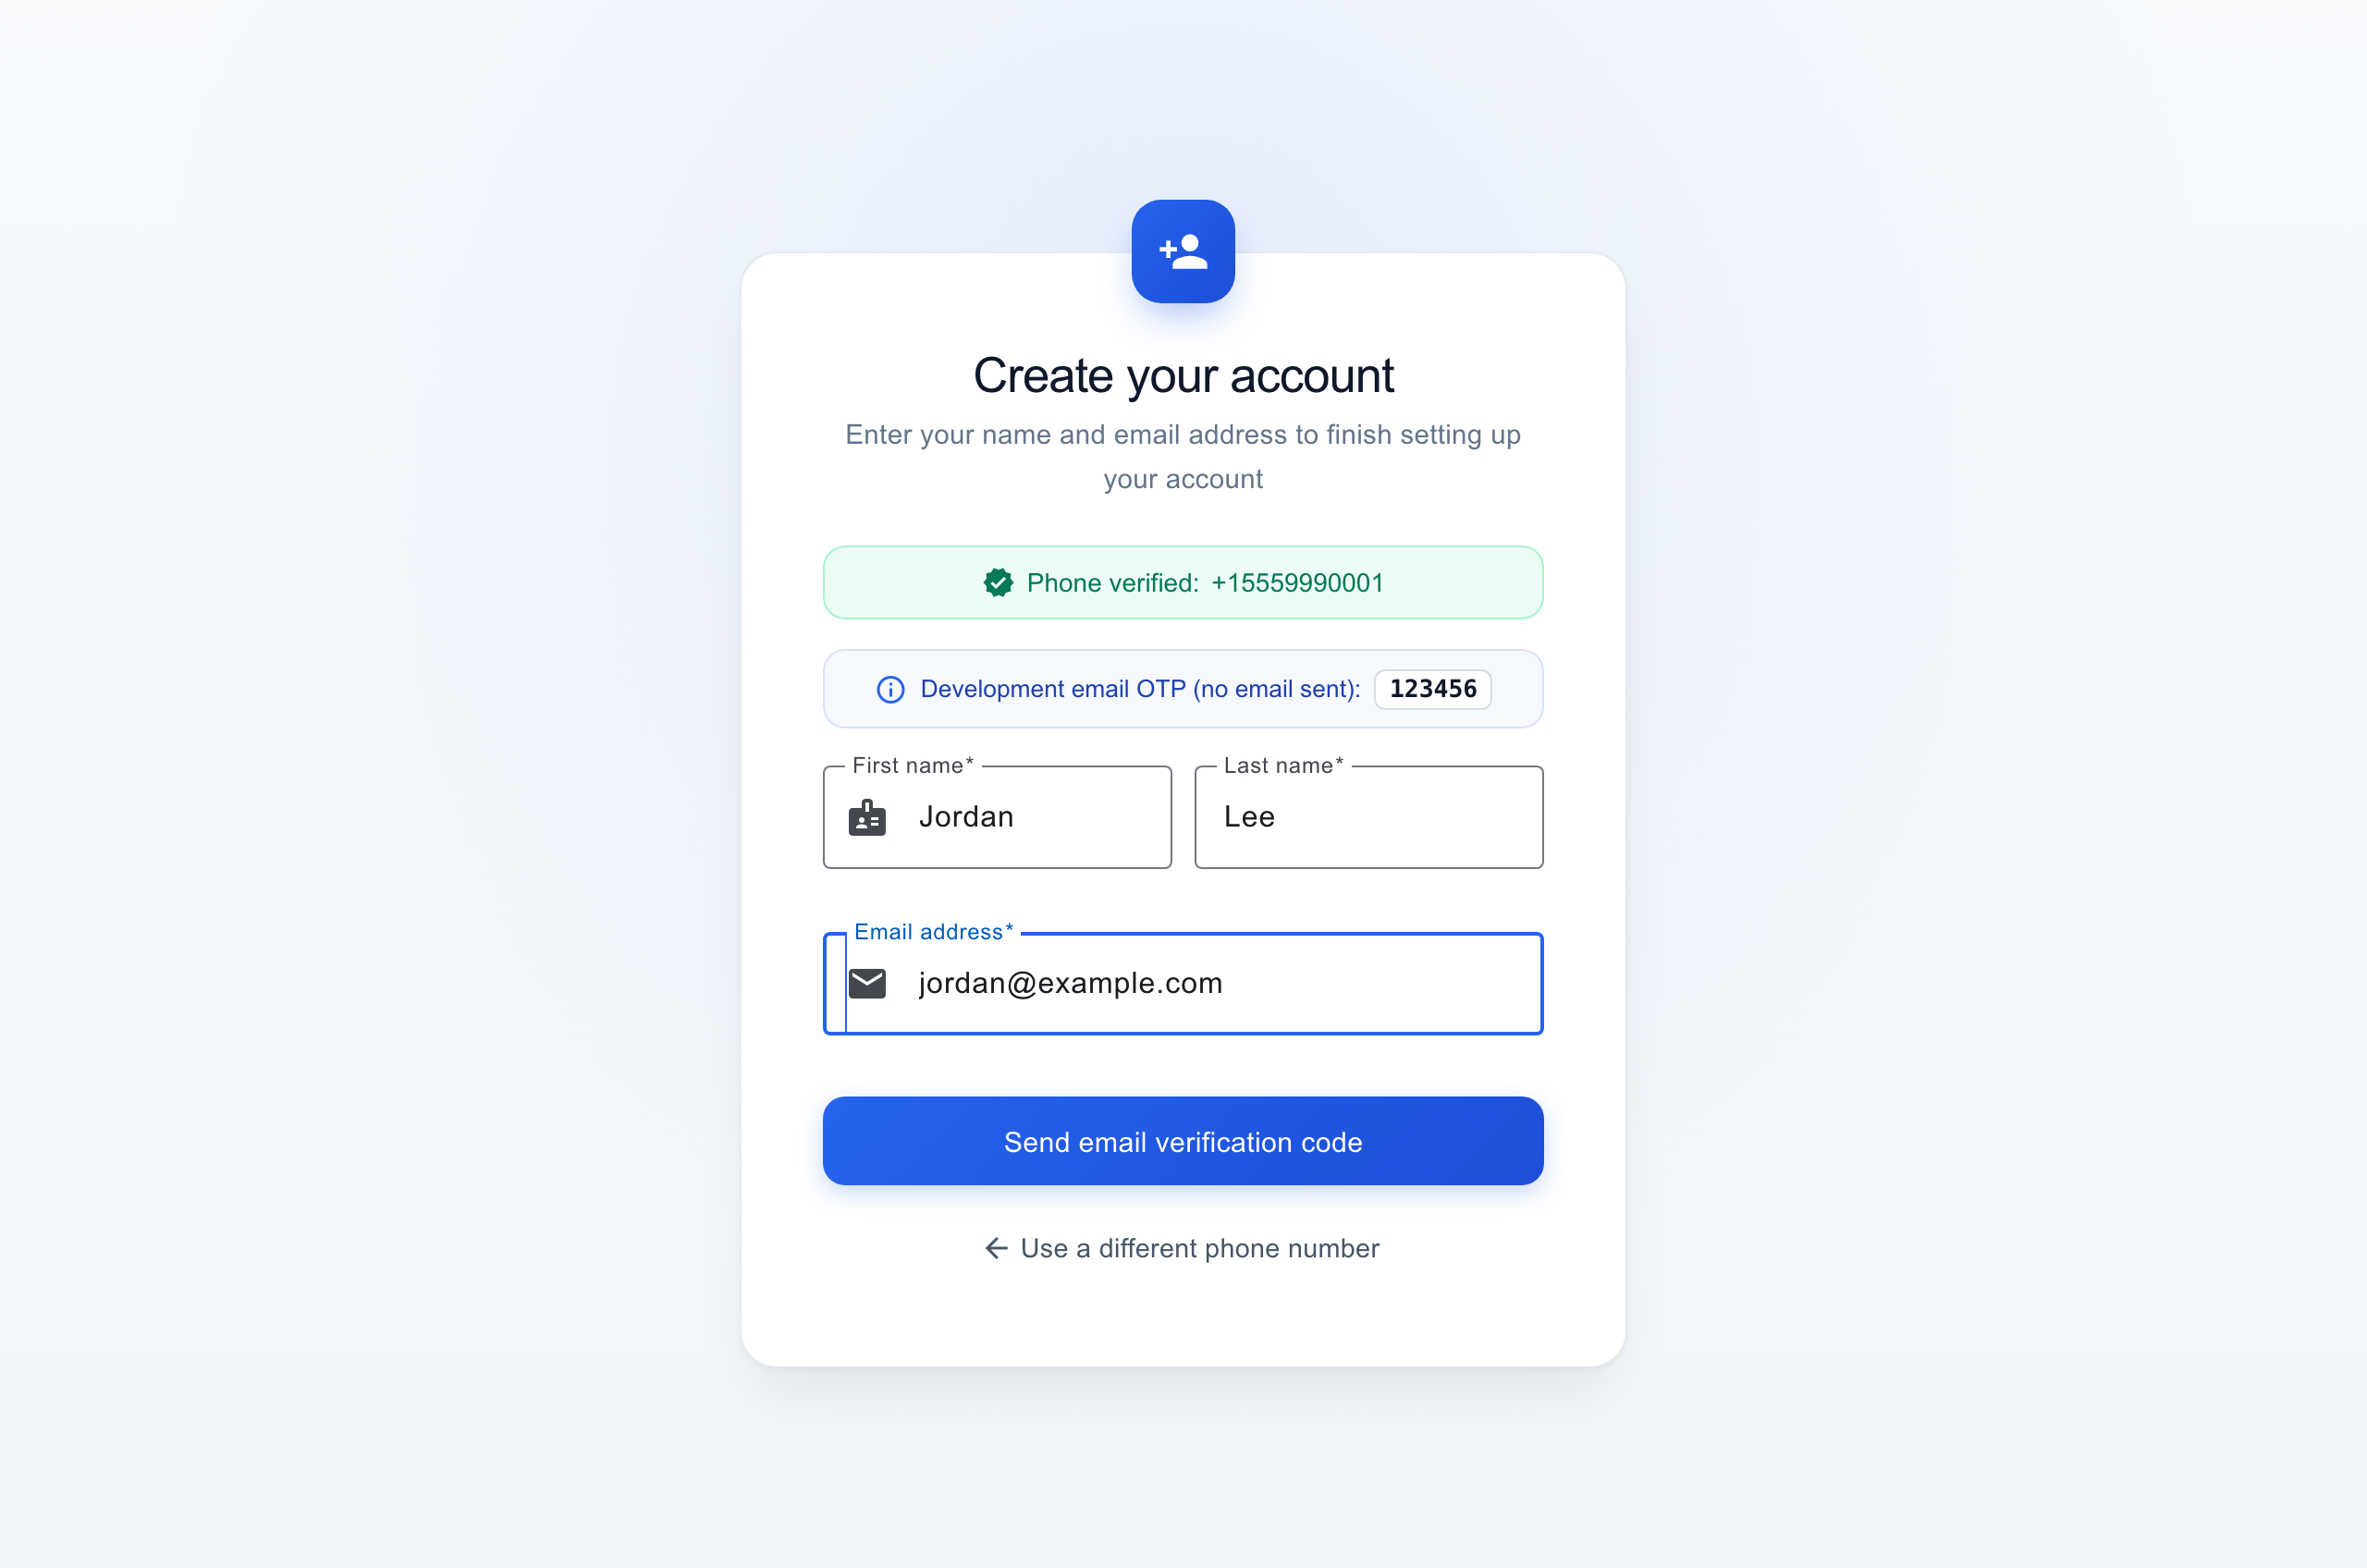 Create your account
Enter your name and email address to finish setting up
your account
Phone verified: +15559990001
Development email OTP (no email sent): 123456
First name*
Jordan
Last name*
Lee
Email address*
jordan@example.com
Send email verification code
Use a different phone number